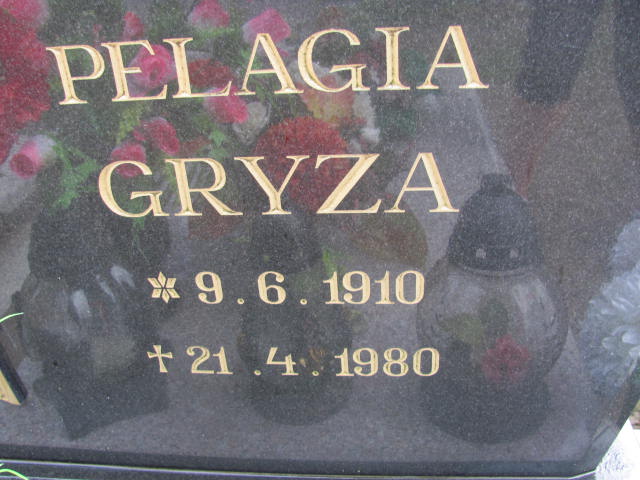 PELAGIA
GRYZA
* 9.6.1910
† 21.4.1980